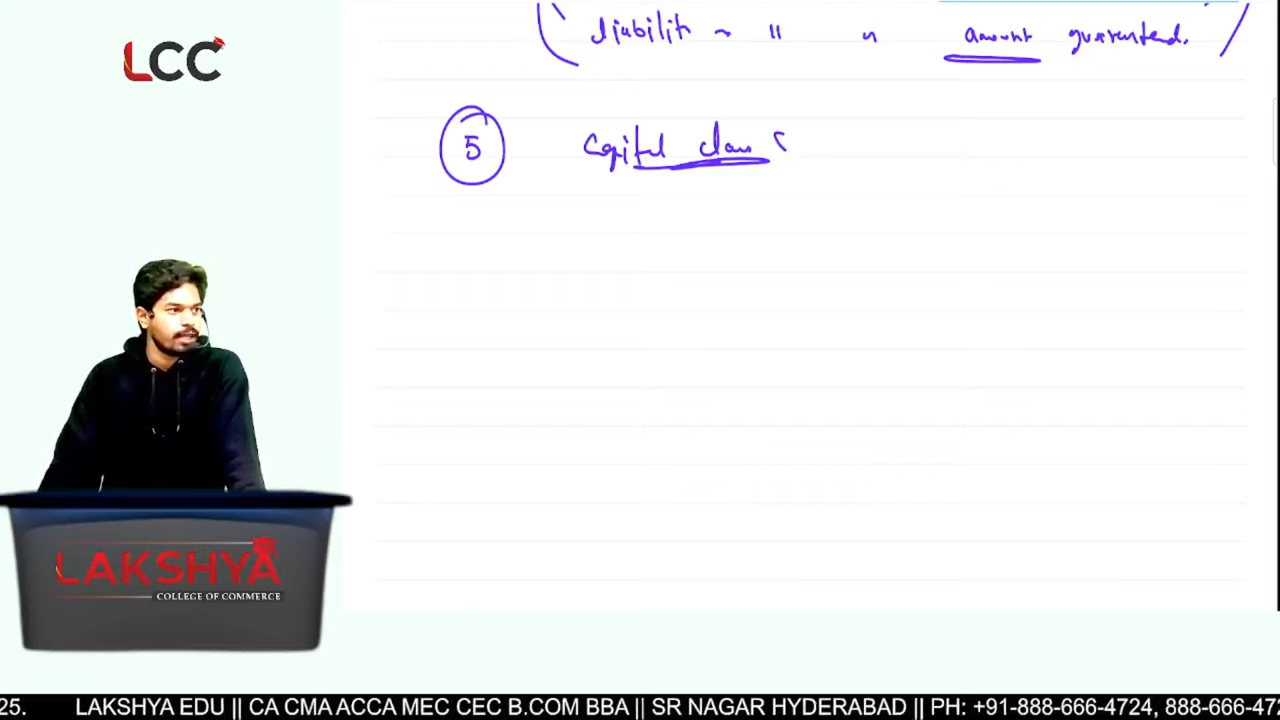 LCC
liability ~ " " amount guaranteed.
5 Capital clause
LAKSHYA
COLLEGE OF COMMERCE
25. LAKSHYA EDU || CA CMA ACCA MEC CEC B.COM BBA || SR NAGAR HYDERABAD || PH: +91-888-666-4724, 888-666-472